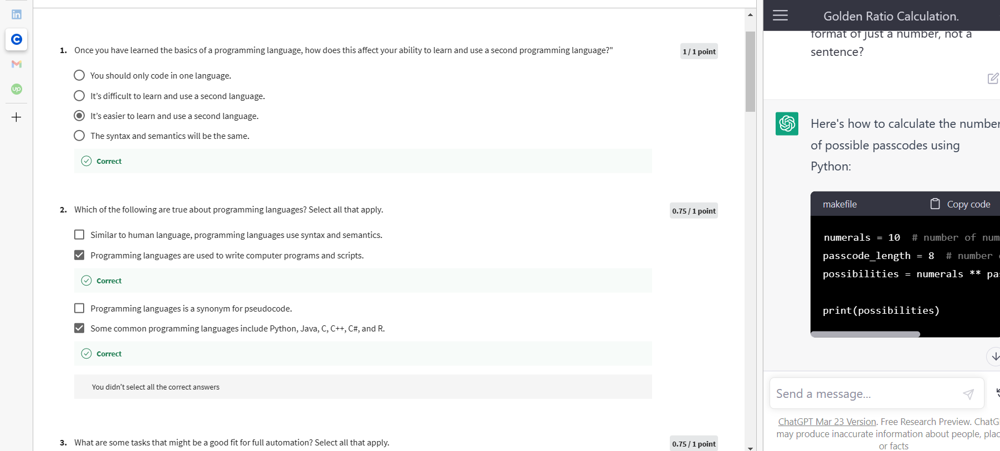 1. Once you have learned the basics of a programming language, how does this affect your ability to learn and use a second programming language?"
1 / 1 point
You should only code in one language.
It's difficult to learn and use a second language.
It's easier to learn and use a second language.
The syntax and semantics will be the same.
Correct
2. Which of the following are true about programming languages? Select all that apply.
0.75 / 1 point
Similar to human language, programming languages use syntax and semantics.
Programming languages are used to write computer programs and scripts.
Correct
Programming languages is a synonym for pseudocode.
Some common programming languages include Python, Java, C, C++, C#, and R.
Correct
You didn't select all the correct answers
3. What are some tasks that might be a good fit for full automation? Select all that apply.
0.75 / 1 point
in
C
M
up
Golden Ratio Calculation.
format of just a number, not a
sentence?
Here's how to calculate the number
of possible passcodes using
Python:
makefile
Copy code
numerals = 10 # number of num
passcode_length = 8 # number
possibilities = numerals ** pa
print(possibilities)
Send a message...
ChatGPT Mar 23 Version. Free Research Preview. ChatG
may produce inaccurate information about people, plac
or facts